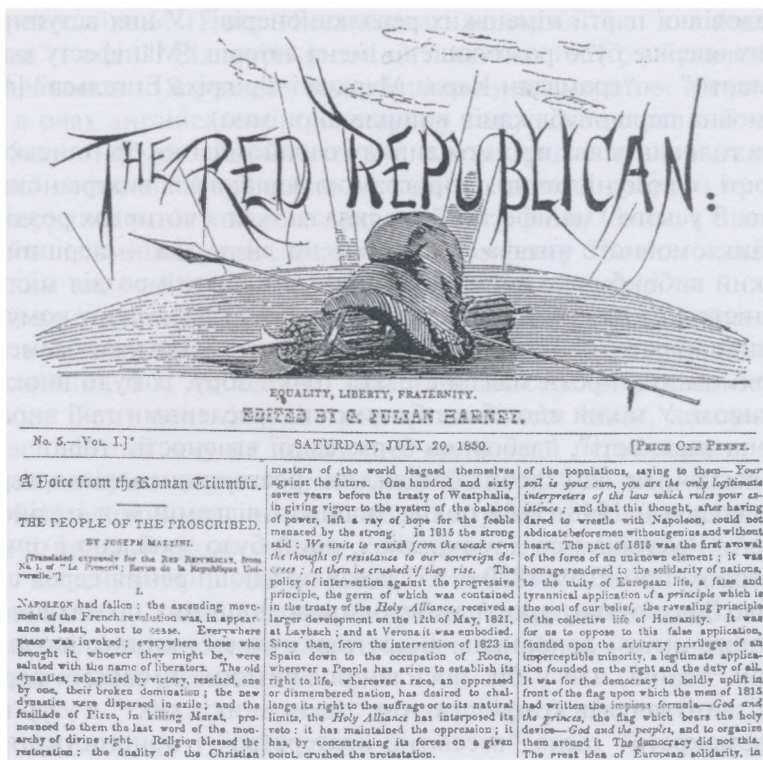 THE RED REPUBLICAN.
EQUALITY, LIBERTY, FRATERNITY.
EDITED BY G. JULIAN HARNEY.
No. 5.—VOL. I.]
SATURDAY, JULY 20, 1850.
[PRICE ONE PENNY.
A Voice from the Roman Triumbir.
THE PEOPLE OF THE PROSCRIBED.
BY JOSEPH MAZZINI.
[Translated expressly for the RED REPUBLICAN, from
No. 1. of "Le Proscrit; Revue de la République Uni-
verselle."]
I.
NAPOLEON had fallen: the ascending move-
ment of the French revolution was, in appear-
ance at least, about to cease. Everywhere
peace was invoked; everywhere those who
brought it, whoever they might be, were
saluted with the name of liberators. The old
dynasties, rebaptized by victory, reseized, one
by one, their broken domination; the new
dynasties were dispersed in exile; and the
fusillade of Pizzo, in killing Murat, pro-
nounced to them the last word of the mon-
archy of divine right. Religion blessed the
restoration: the duality of the Christian
masters of the world leagued themselves
against the future. One hundred and sixty
seven years before the treaty of Westphalia,
in giving vigour to the system of the balance
of power, left a ray of hope for the feeble
menaced by the strong. In 1815 the strong
said: We unite to ravish from the weak even
the thought of resistance to our sovereign de-
crees; let them be crushed if they rise. The
policy of intervention against the progressive
principle, the germ of which was contained
in the treaty of the Holy Alliance, received a
larger development on the 12th of May, 1821,
at Laybach; and at Verona it was embodied.
Since then, from the intervention of 1823 in
Spain down to the occupation of Rome,
wherever a People has arisen to establish its
right to life, wherever a race, an oppressed
or dismembered nation, has desired to chal-
lenge its right to the suffrage or to its natural
limits, the Holy Alliance has interposed its
veto: it has maintained the oppression; it
has, by concentrating its forces on a given
point, crushed the protestation.
of the populations, saying to them—Your
soil is your own, you are the only legitimate
interpreters of the law which rules your ex-
istence; and that this thought, after having
dared to wrestle with Napoleon, could not
abdicate before men without genius and without
heart. The pact of 1815 was the first avowal
of the force of an unknown element; it was
homage rendered to the solidarity of nations,
to the unity of European life, a false and
tyrannical application of a principle which is
the soul of our belief, the revealing principle
of the collective life of Humanity. It was
for us to oppose to this false application,
founded upon the arbitrary privileges of an
imperceptible minority, a legitimate applica-
tion founded on the right and the duty of all.
It was for the democracy to boldly uplift in
front of the flag upon which the men of 1815
had written the impious formula—God and
the princes, the flag which bears the holy
device—God and the peoples, and to organize
them around it. The democracy did not this.
The great idea of European solidarity, in